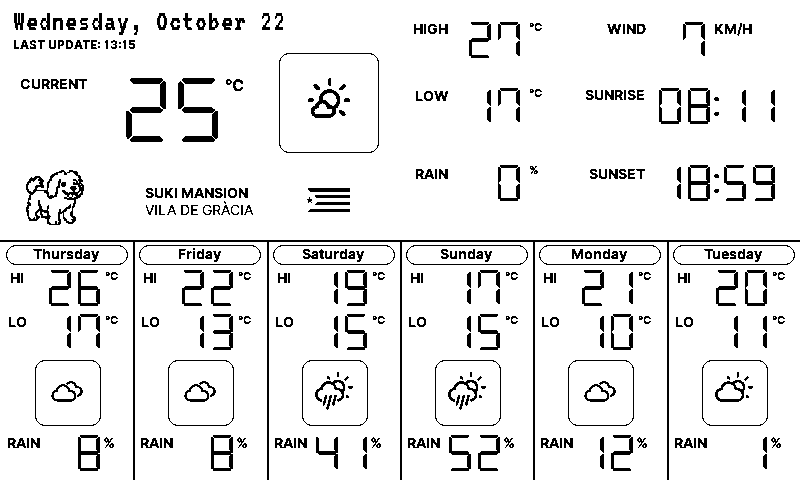 Wednesday, October 22
LAST UPDATE: 13:15
CURRENT 25 °C
HIGH 27 °C
LOW 17 °C
RAIN 0 %
WIND 7 KM/H
SUNRISE 08:11
SUNSET 18:59
SUKI MANSION
VILA DE GRÀCIA
Thursday
HI 26 °C
LO 17 °C
RAIN 8 %
Friday
HI 22 °C
LO 13 °C
RAIN 8 %
Saturday
HI 19 °C
LO 15 °C
RAIN 41 %
Sunday
HI 17 °C
LO 15 °C
RAIN 52 %
Monday
HI 21 °C
LO 10 °C
RAIN 12 %
Tuesday
HI 20 °C
LO 11 °C
RAIN 1 %